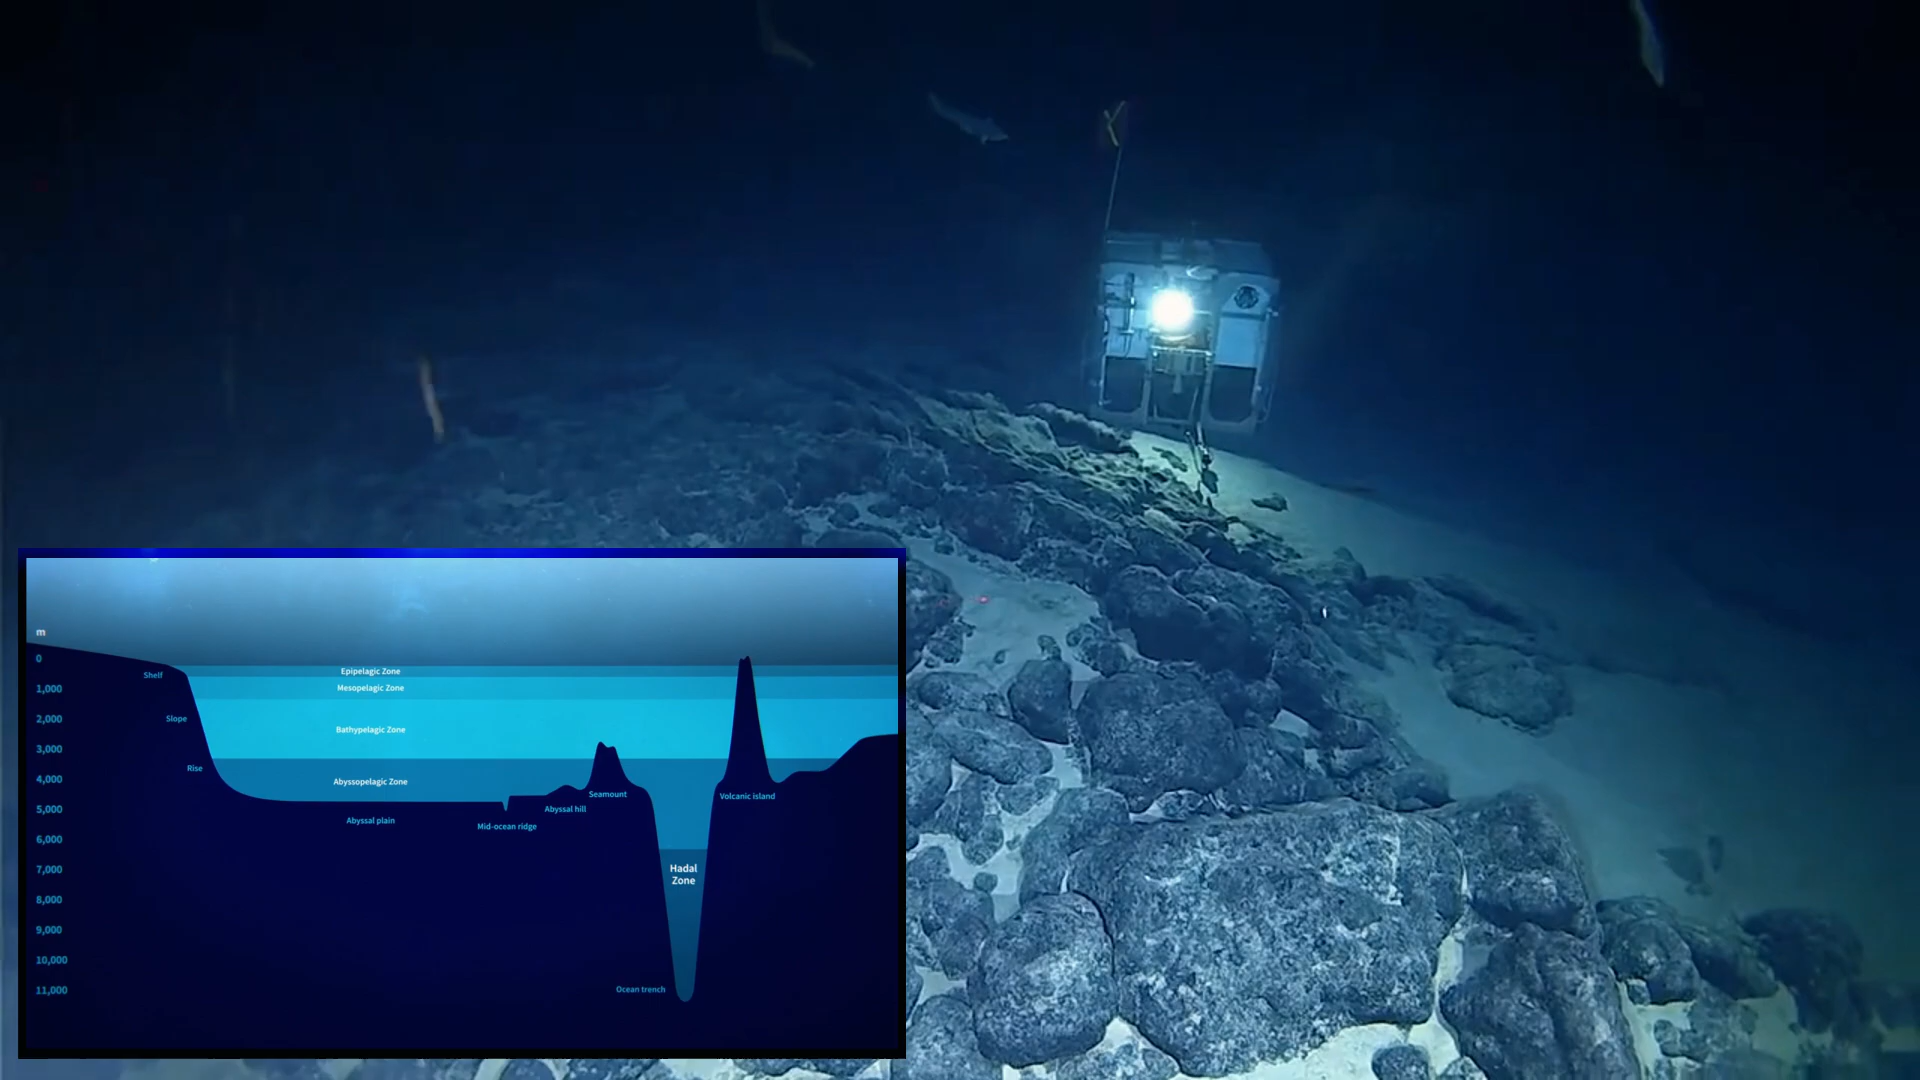 m
0
Epipelagic Zone
Shelf
1,000
Mesopelagic Zone
2,000
Slope
Bathypelagic Zone
3,000
Rise
4,000
Abyssopelagic Zone
Seamount
Volcanic island
5,000
Abyssal hill
Abyssal plain
Mid-ocean ridge
6,000
7,000
Hadal
Zone
8,000
9,000
10,000
11,000
Ocean trench